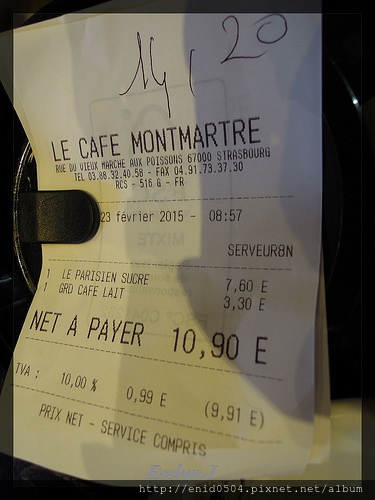 14,20
LE CAFE MONTMARTRE
RUE DU VIEUX MARCHE AUX POISSONS 67000 STRASBOURG
TEL 03.88.32.40.58 - FAX 04.91.73.37.30
RCS - 516 G - FR
23 février 2015 - 08:57
SERVEUR8N
1 LE PARISIEN SUCRE 7,60 E
1 GRD CAFE LAIT 3,30 E
NET A PAYER 10,90 E
TVA : 10,00 % 0,99 E (9,91 E)
PRIX NET - SERVICE COMPRIS
http://enid0504.pixnet.net/album